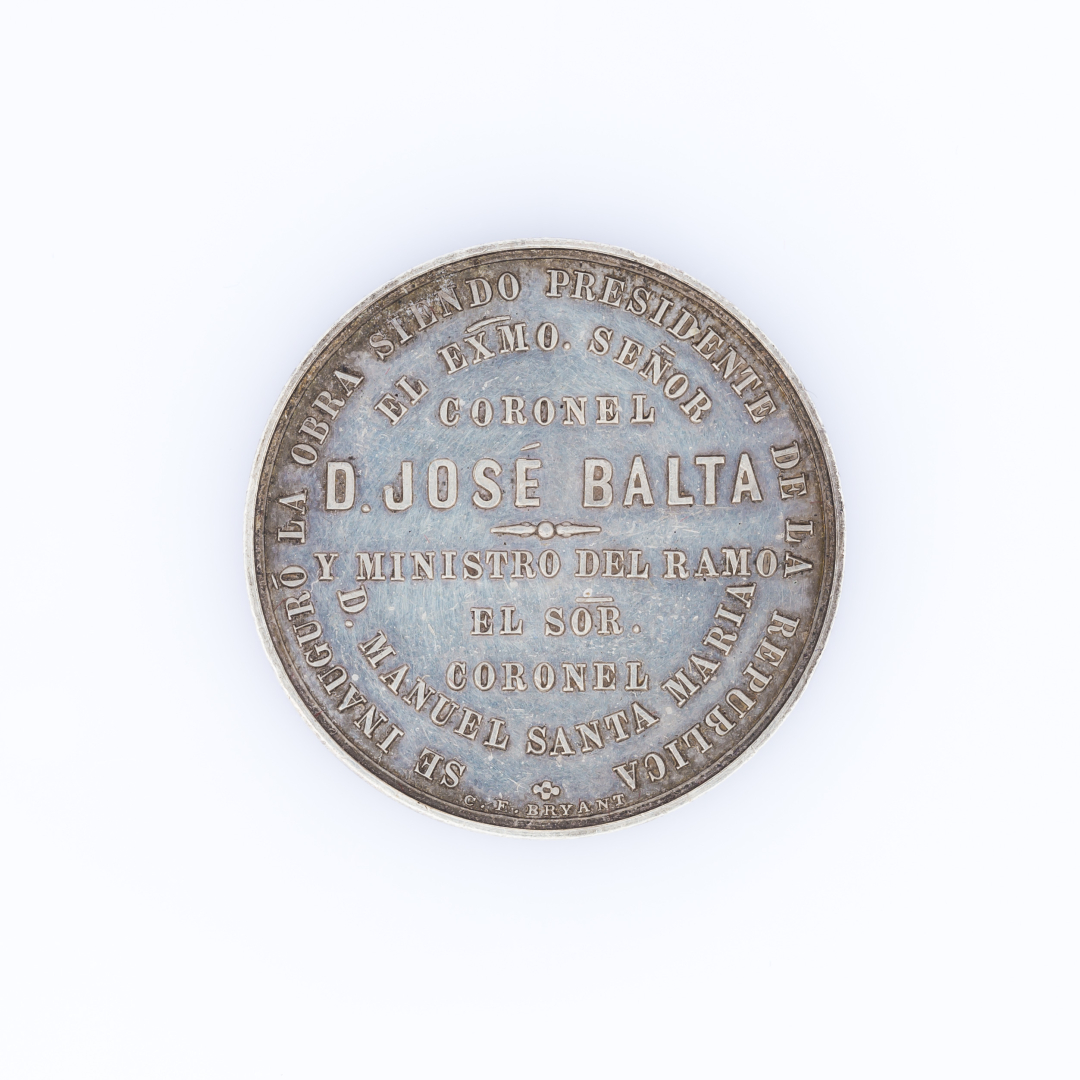 SE INAUGURÓ LA OBRA SIENDO PRESIDENTE DE LA REPUBLICA
EL EXMO. SEÑOR
CORONEL
D. JOSÉ BALTA
Y MINISTRO DEL RAMO
EL SOR.
CORONEL
D. MANUEL SANTA MARIA
C. F. BRYANT